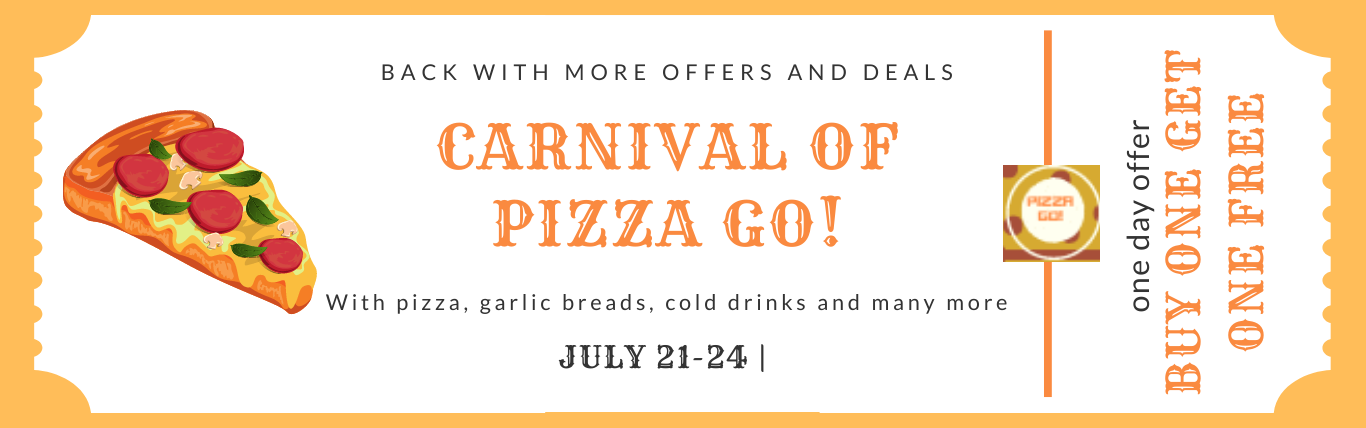 BACK WITH MORE OFFERS AND DEALS
CARNIVAL OF
PIZZA GO!
With pizza, garlic breads, cold drinks and many more
JULY 21-24 |
PIZZA
GO!
one day offer
BUY ONE GET
ONE FREE